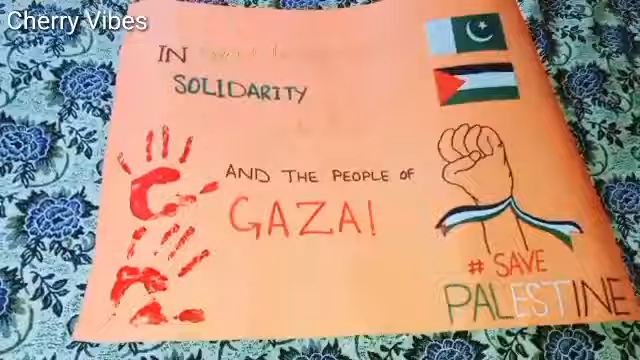 Cherry Vibes
IN
SOLIDARITY
AND THE PEOPLE OF
GAZA!
# SAVE
PALESTINE